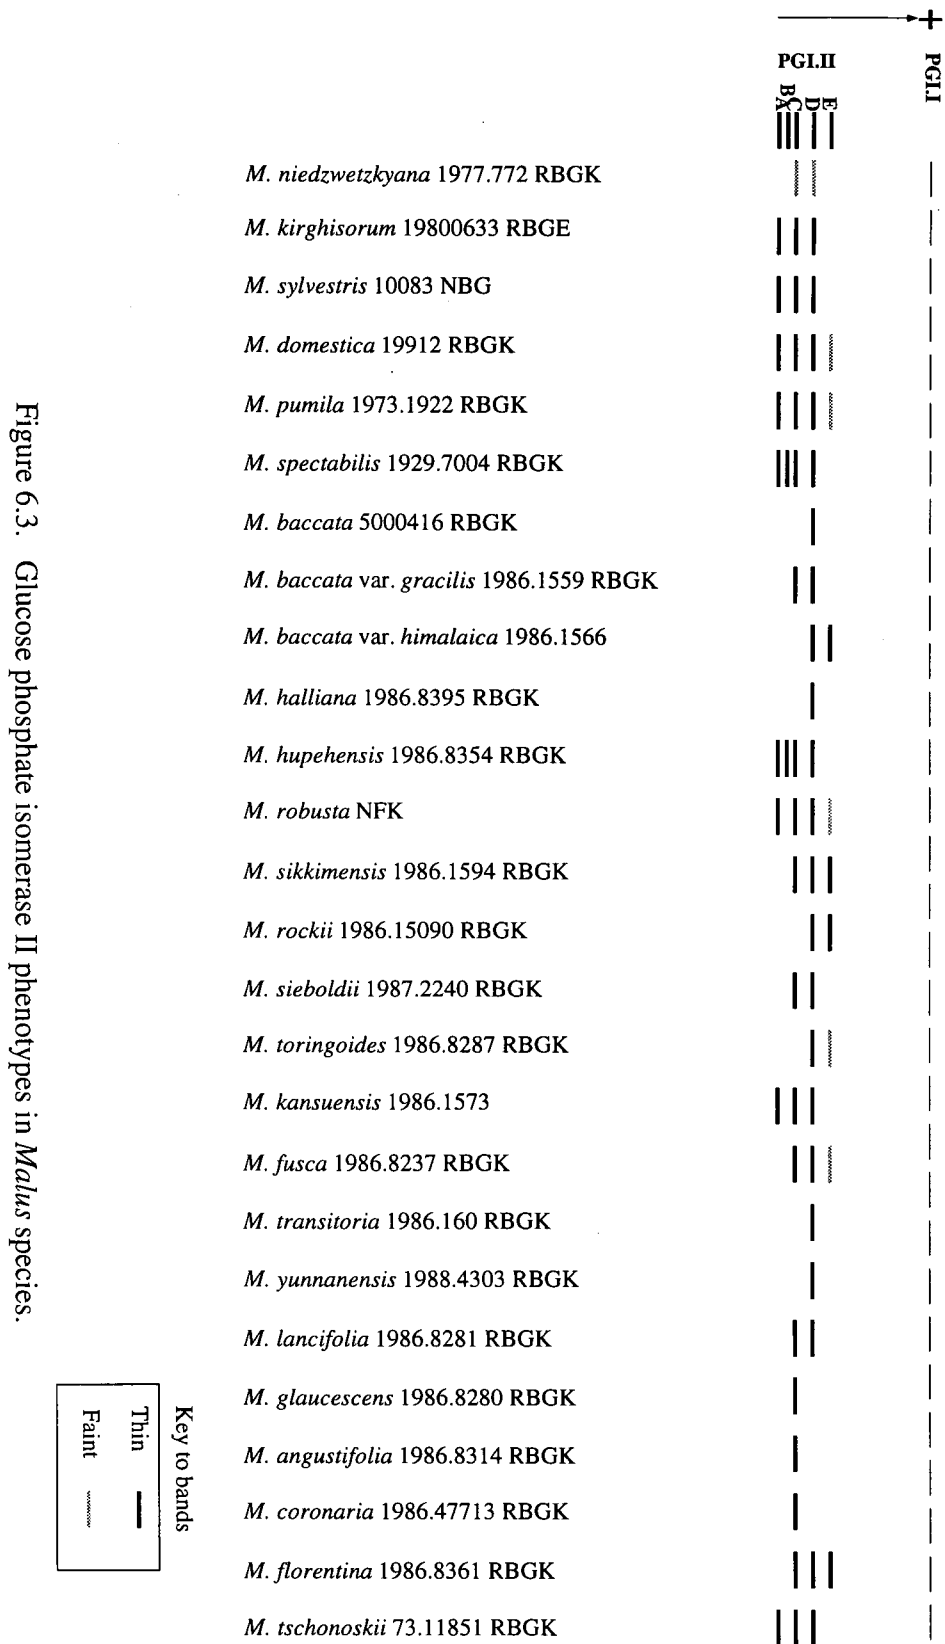 +
PGI.I
PGI.II
E
D
C
B
A
M. niedzwetzkyana 1977.772 RBGK
M. kirghisorum 19800633 RBGE
M. sylvestris 10083 NBG
M. domestica 19912 RBGK
M. pumila 1973.1922 RBGK
M. spectabilis 1929.7004 RBGK
M. baccata 5000416 RBGK
M. baccata var. gracilis 1986.1559 RBGK
M. baccata var. himalaica 1986.1566
M. halliana 1986.8395 RBGK
M. hupehensis 1986.8354 RBGK
M. robusta NFK
M. sikkimensis 1986.1594 RBGK
M. rockii 1986.15090 RBGK
M. sieboldii 1987.2240 RBGK
M. toringoides 1986.8287 RBGK
M. kansuensis 1986.1573
M. fusca 1986.8237 RBGK
M. transitoria 1986.160 RBGK
M. yunnanensis 1988.4303 RBGK
M. lancifolia 1986.8281 RBGK
M. glaucescens 1986.8280 RBGK
M. angustifolia 1986.8314 RBGK
M. coronaria 1986.47713 RBGK
M. florentina 1986.8361 RBGK
M. tschonoskii 73.11851 RBGK
Key to bands
Thin
Faint
Figure 6.3. Glucose phosphate isomerase II phenotypes in Malus species.